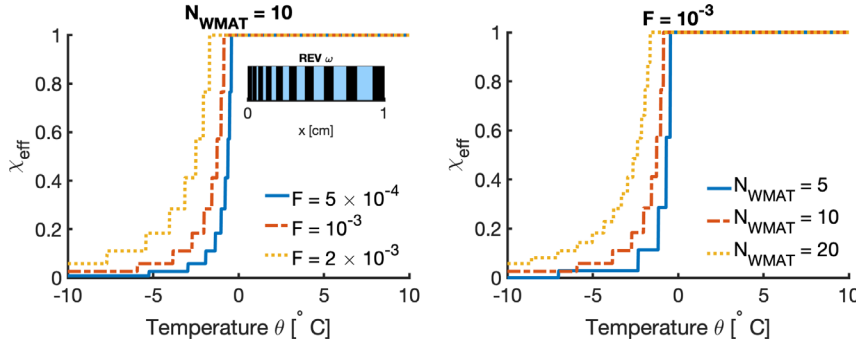 N_WMAT = 10
χ_eff
1
0.8
0.6
0.4
0.2
0
-10
-5
0
5
10
Temperature θ [° C]
REV ω
0
1
x [cm]
F = 5 × 10^-4
F = 10^-3
F = 2 × 10^-3
F = 10^-3
χ_eff
1
0.8
0.6
0.4
0.2
0
-10
-5
0
5
10
Temperature θ [° C]
N_WMAT = 5
N_WMAT = 10
N_WMAT = 20